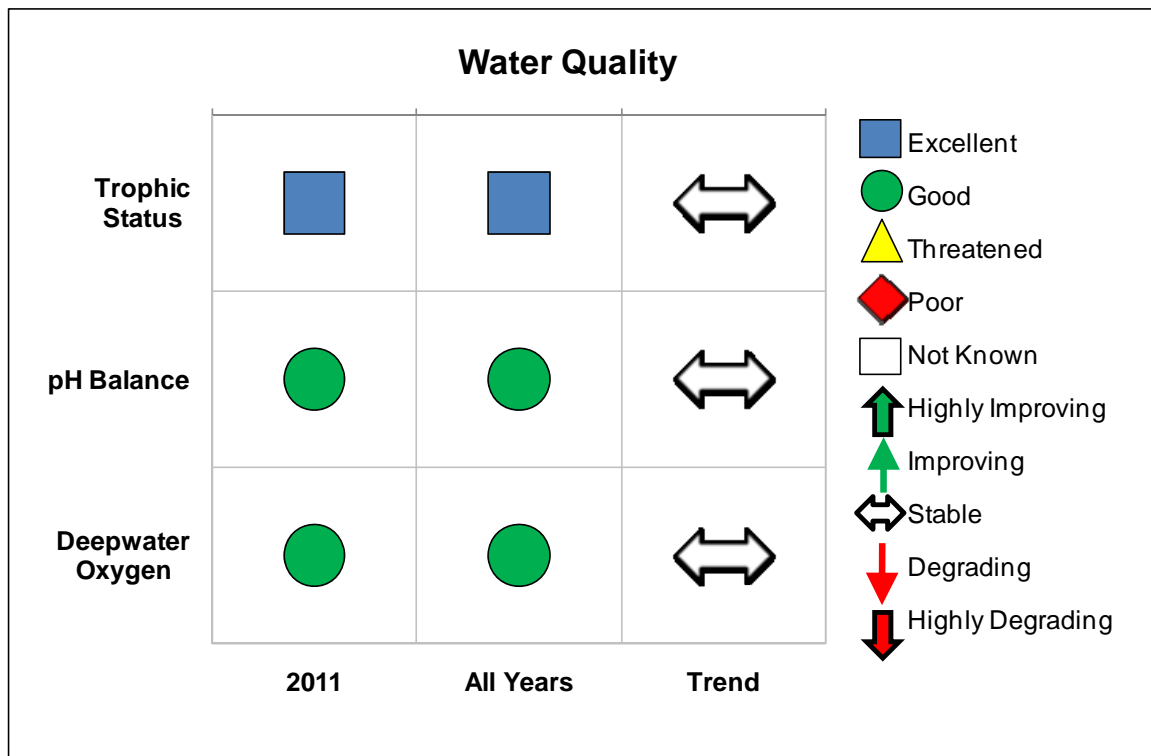 Water Quality
Trophic
Status
pH Balance
Deepwater
Oxygen
2011
All Years
Trend
Excellent
Good
Threatened
Poor
Not Known
Highly Improving
Improving
Stable
Degrading
Highly Degrading